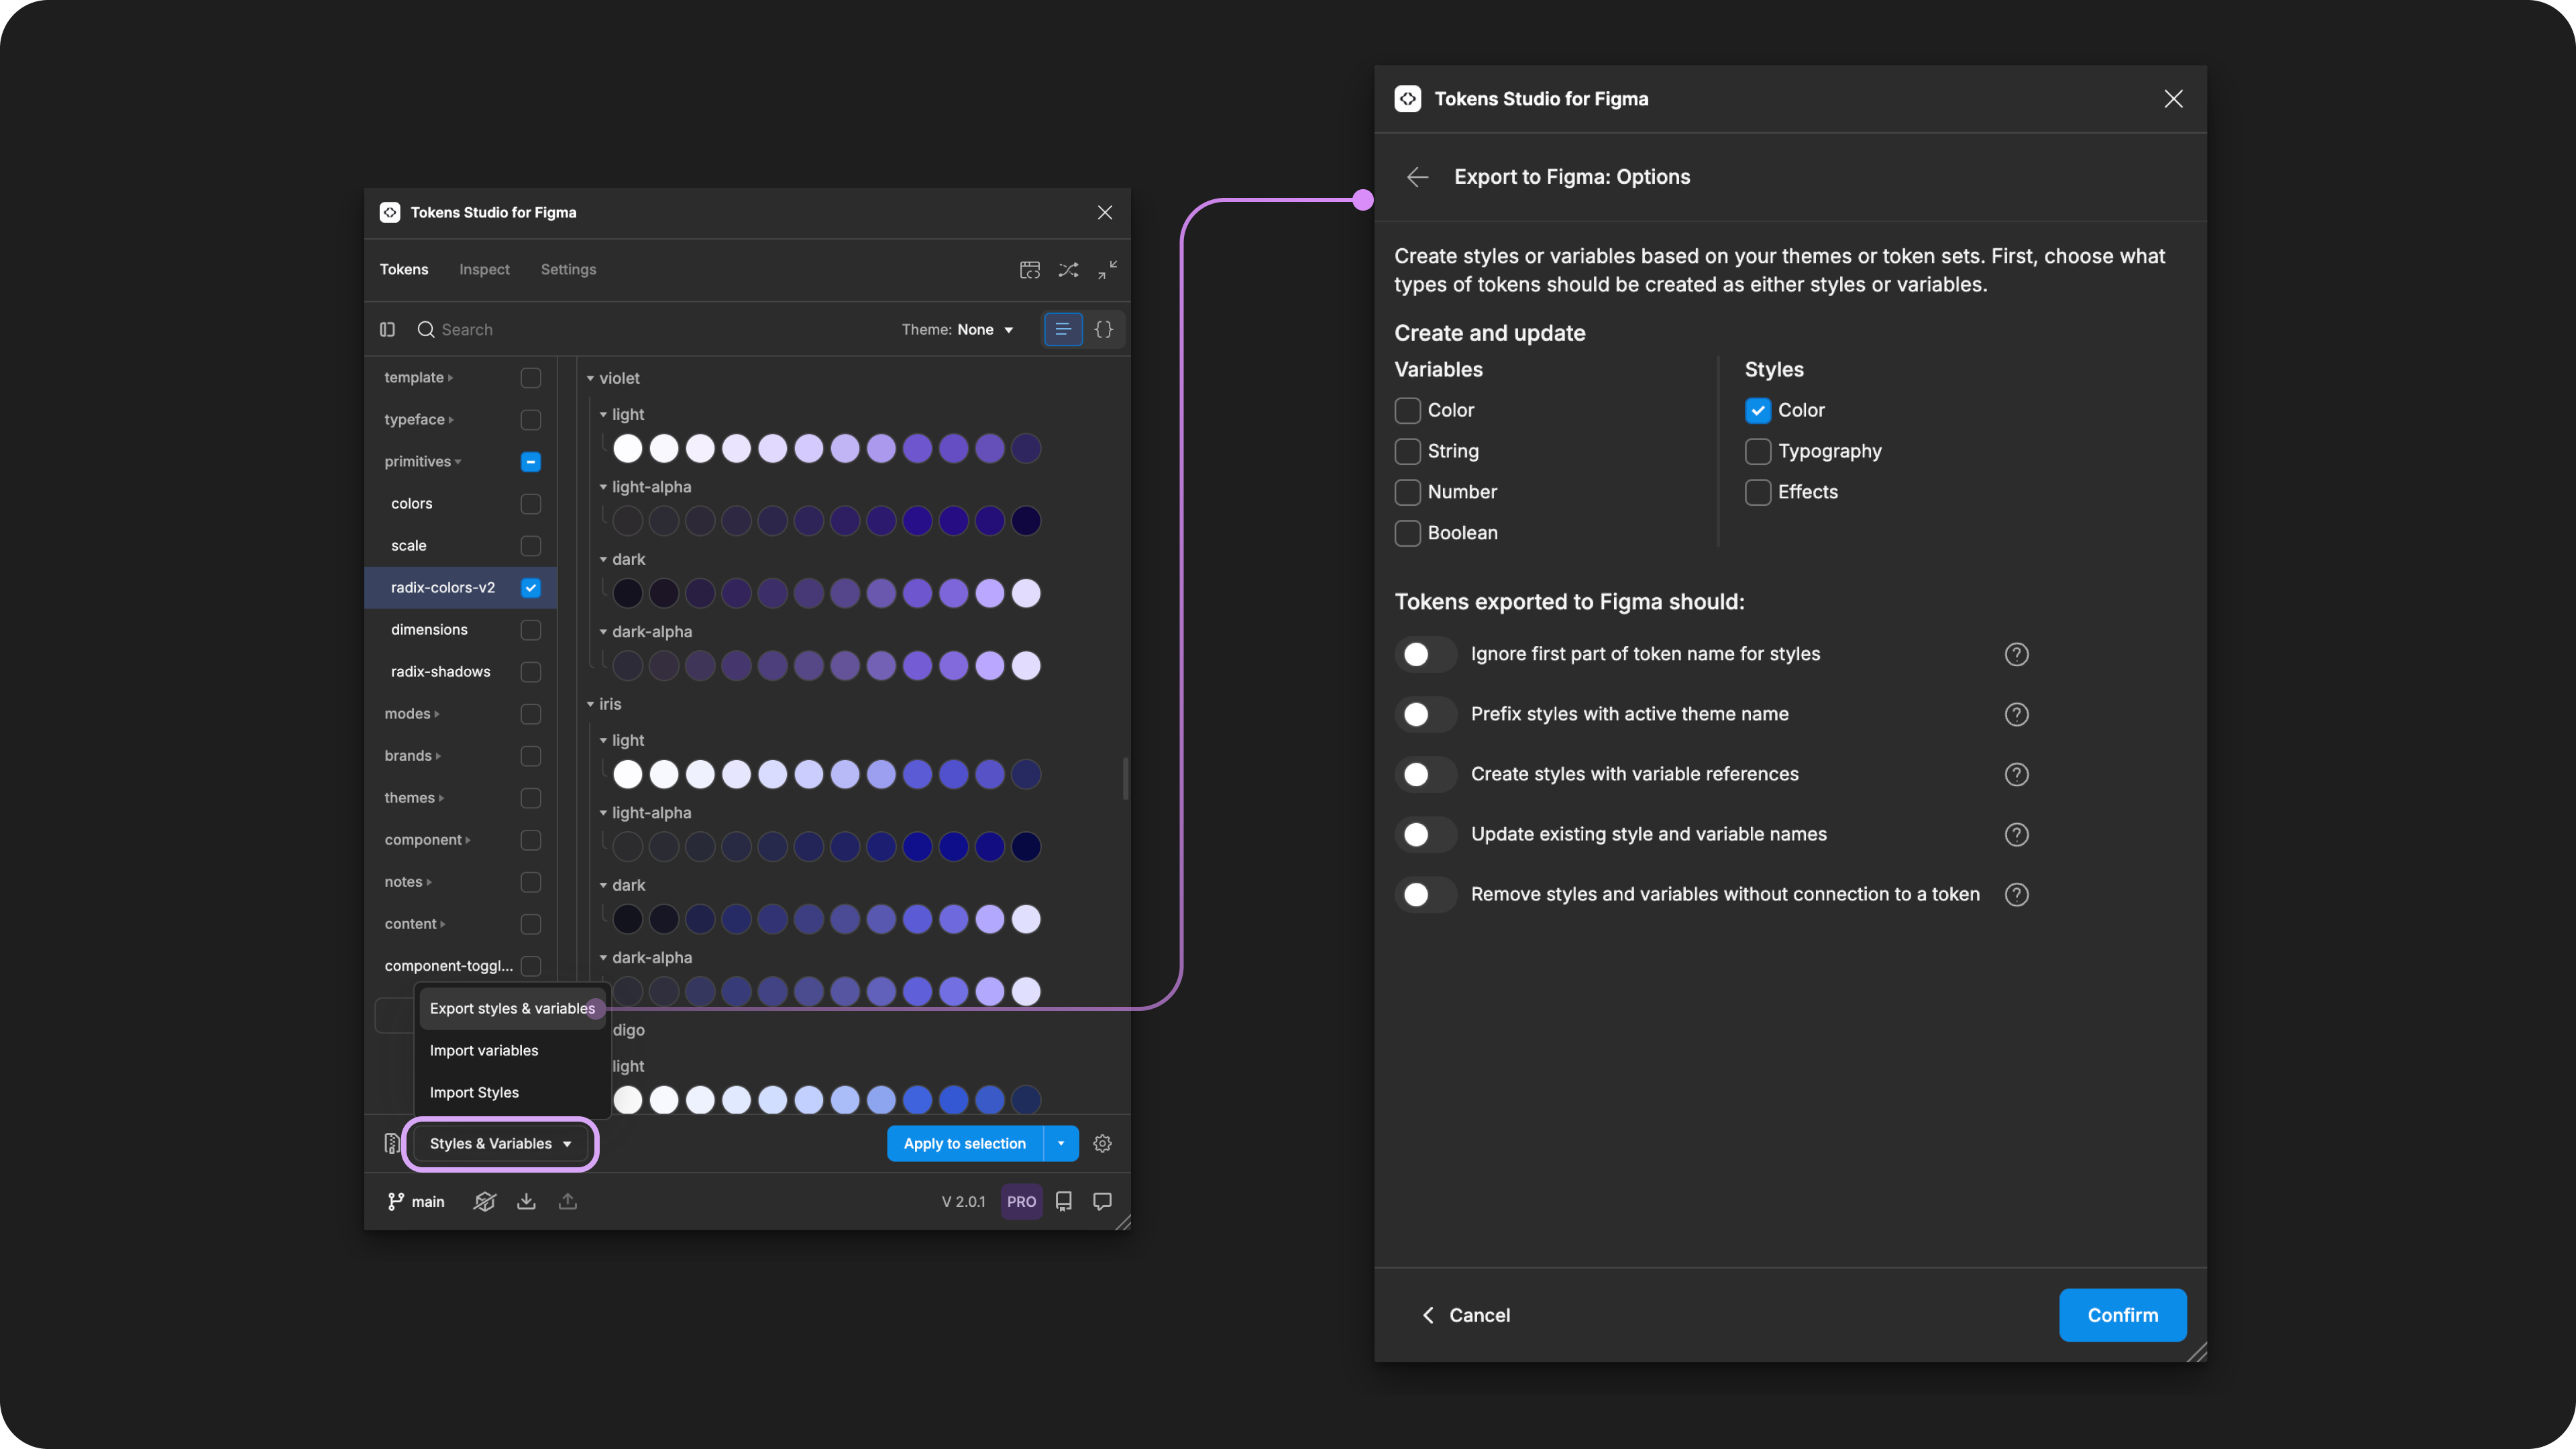 Tokens Studio for Figma
Tokens
Inspect
Settings
Search
Theme: None
template
typeface
primitives
colors
scale
radix-colors-v2
dimensions
radix-shadows
modes
brands
themes
component
notes
content
component-toggl...
violet
light
light-alpha
dark
dark-alpha
iris
light
light-alpha
dark
dark-alpha
digo
light
Export styles & variables
Import variables
Import Styles
Styles & Variables
Apply to selection
main
V 2.0.1
PRO
Tokens Studio for Figma
Export to Figma: Options
Create styles or variables based on your themes or token sets. First, choose what
types of tokens should be created as either styles or variables.
Create and update
Variables
Color
String
Number
Boolean
Styles
Color
Typography
Effects
Tokens exported to Figma should:
Ignore first part of token name for styles
Prefix styles with active theme name
Create styles with variable references
Update existing style and variable names
Remove styles and variables without connection to a token
Cancel
Confirm